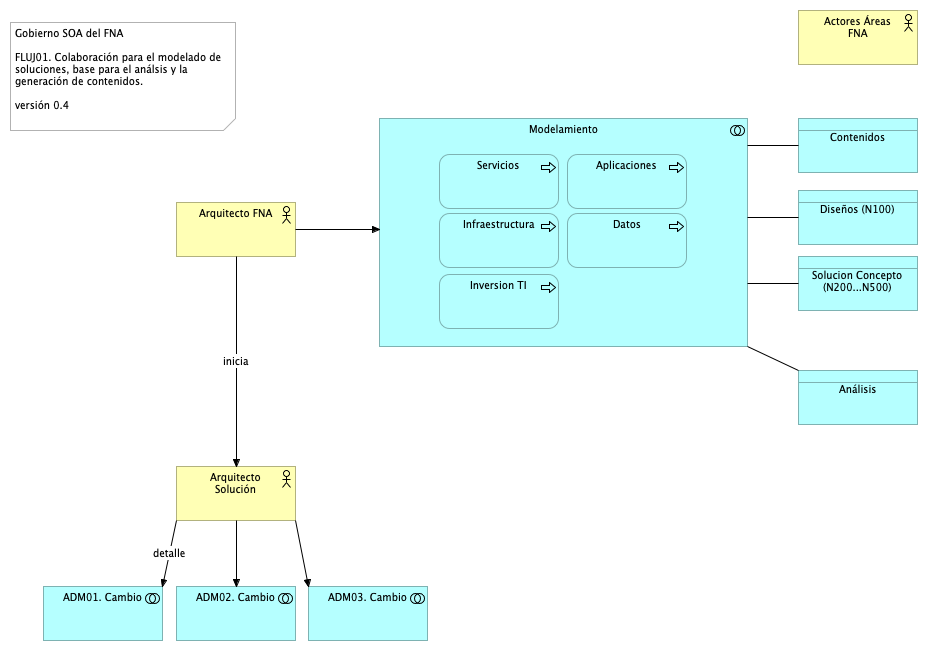 Gobierno SOA del FNA
FLUJ01. Colaboración para el modelado de
soluciones, base para el análsis y la
generación de contenidos.
versión 0.4
Actores Áreas
FNA
Modelamiento
Servicios
Aplicaciones
Infraestructura
Datos
Inversion TI
Contenidos
Diseños (N100)
Solucion Concepto
(N200...N500)
Análisis
Arquitecto FNA
inicia
Arquitecto
Solución
detalle
ADM01. Cambio
ADM02. Cambio
ADM03. Cambio